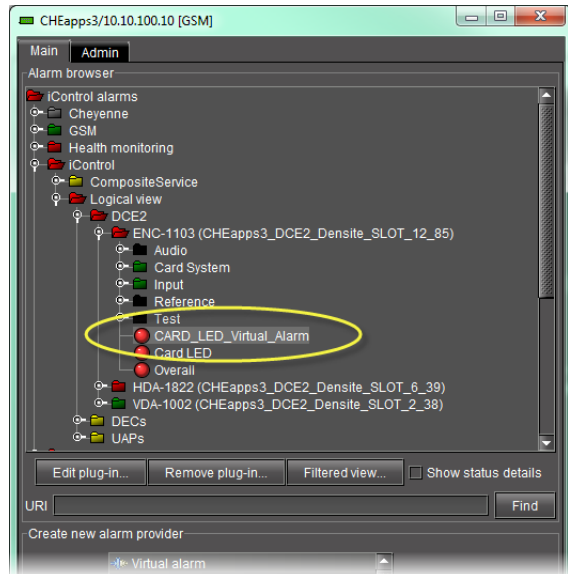 CHEapps3/10.10.100.10 [GSM]
Main Admin
Alarm browser
iControl alarms
Cheyenne
GSM
Health monitoring
iControl
CompositeService
Logical view
DCE2
ENC-1103 (CHEapps3_DCE2_Densite_SLOT_12_85)
Audio
Card System
Input
Reference
Test
CARD_LED_Virtual_Alarm
Card LED
Overall
HDA-1822 (CHEapps3_DCE2_Densite_SLOT_6_39)
VDA-1002 (CHEapps3_DCE2_Densite_SLOT_2_38)
DECs
UAPs
Edit plug-in... Remove plug-in... Filtered view... Show status details
URI Find
Create new alarm provider
Virtual alarm